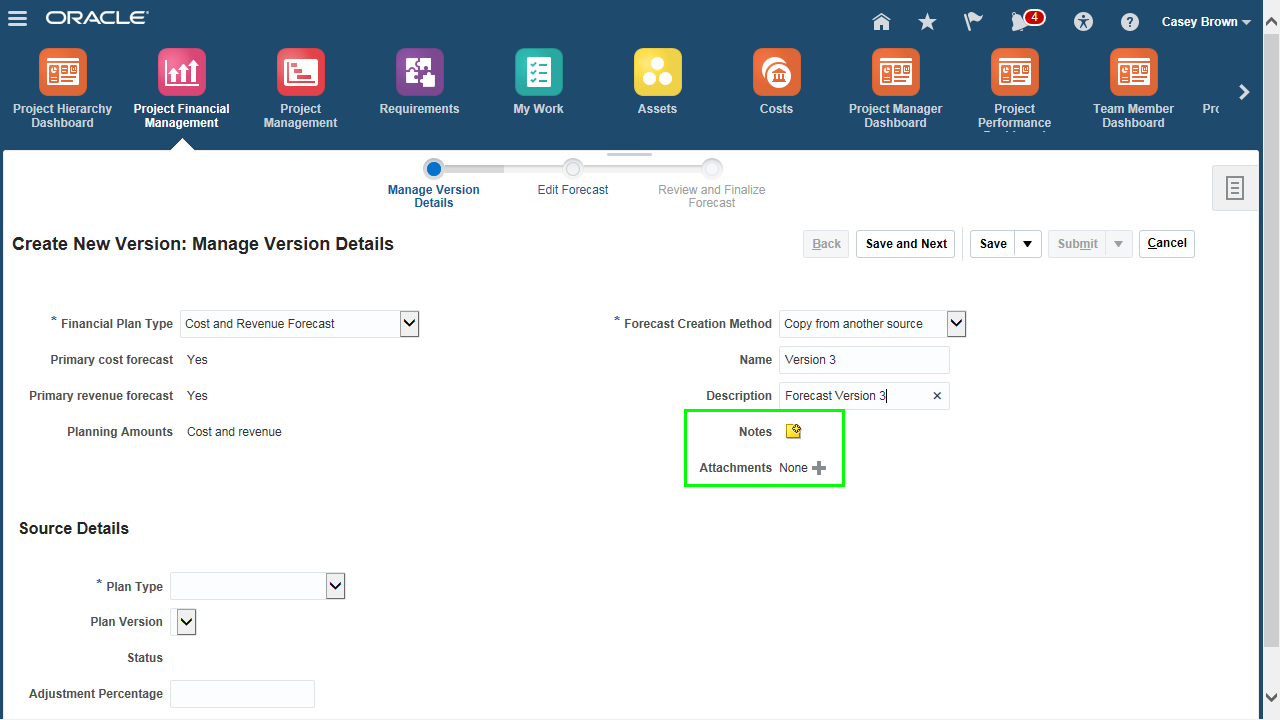 ORACLE
4
Casey Brown
Project Hierarchy Dashboard
Project Financial Management
Project Management
Requirements
My Work
Assets
Costs
Project Manager Dashboard
Project Performance
Team Member Dashboard
Manage Version Details
Edit Forecast
Review and Finalize Forecast
Create New Version: Manage Version Details
Back
Save and Next
Save
Submit
Cancel
* Financial Plan Type Cost and Revenue Forecast
Primary cost forecast Yes
Primary revenue forecast Yes
Planning Amounts Cost and revenue
* Forecast Creation Method Copy from another source
Name Version 3
Description Forecast Version 3
Notes
Attachments None
Source Details
* Plan Type
Plan Version
Status
Adjustment Percentage